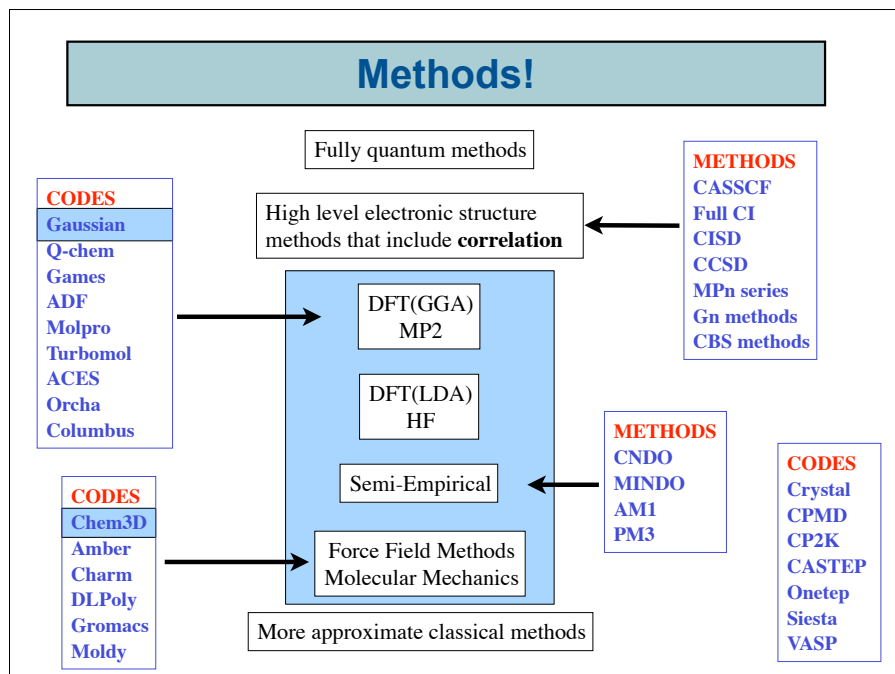 Methods!
Fully quantum methods
High level electronic structure
methods that include correlation
DFT(GGA)
MP2
DFT(LDA)
HF
Semi-Empirical
Force Field Methods
Molecular Mechanics
More approximate classical methods
CODES
Gaussian
Q-chem
Games
ADF
Molpro
Turbomol
ACES
Orcha
Columbus
CODES
Chem3D
Amber
Charm
DLPoly
Gromacs
Moldy
METHODS
CASSCF
Full CI
CISD
CCSD
MPn series
Gn methods
CBS methods
METHODS
CNDO
MINDO
AM1
PM3
CODES
Crystal
CPMD
CP2K
CASTEP
Onetep
Siesta
VASP